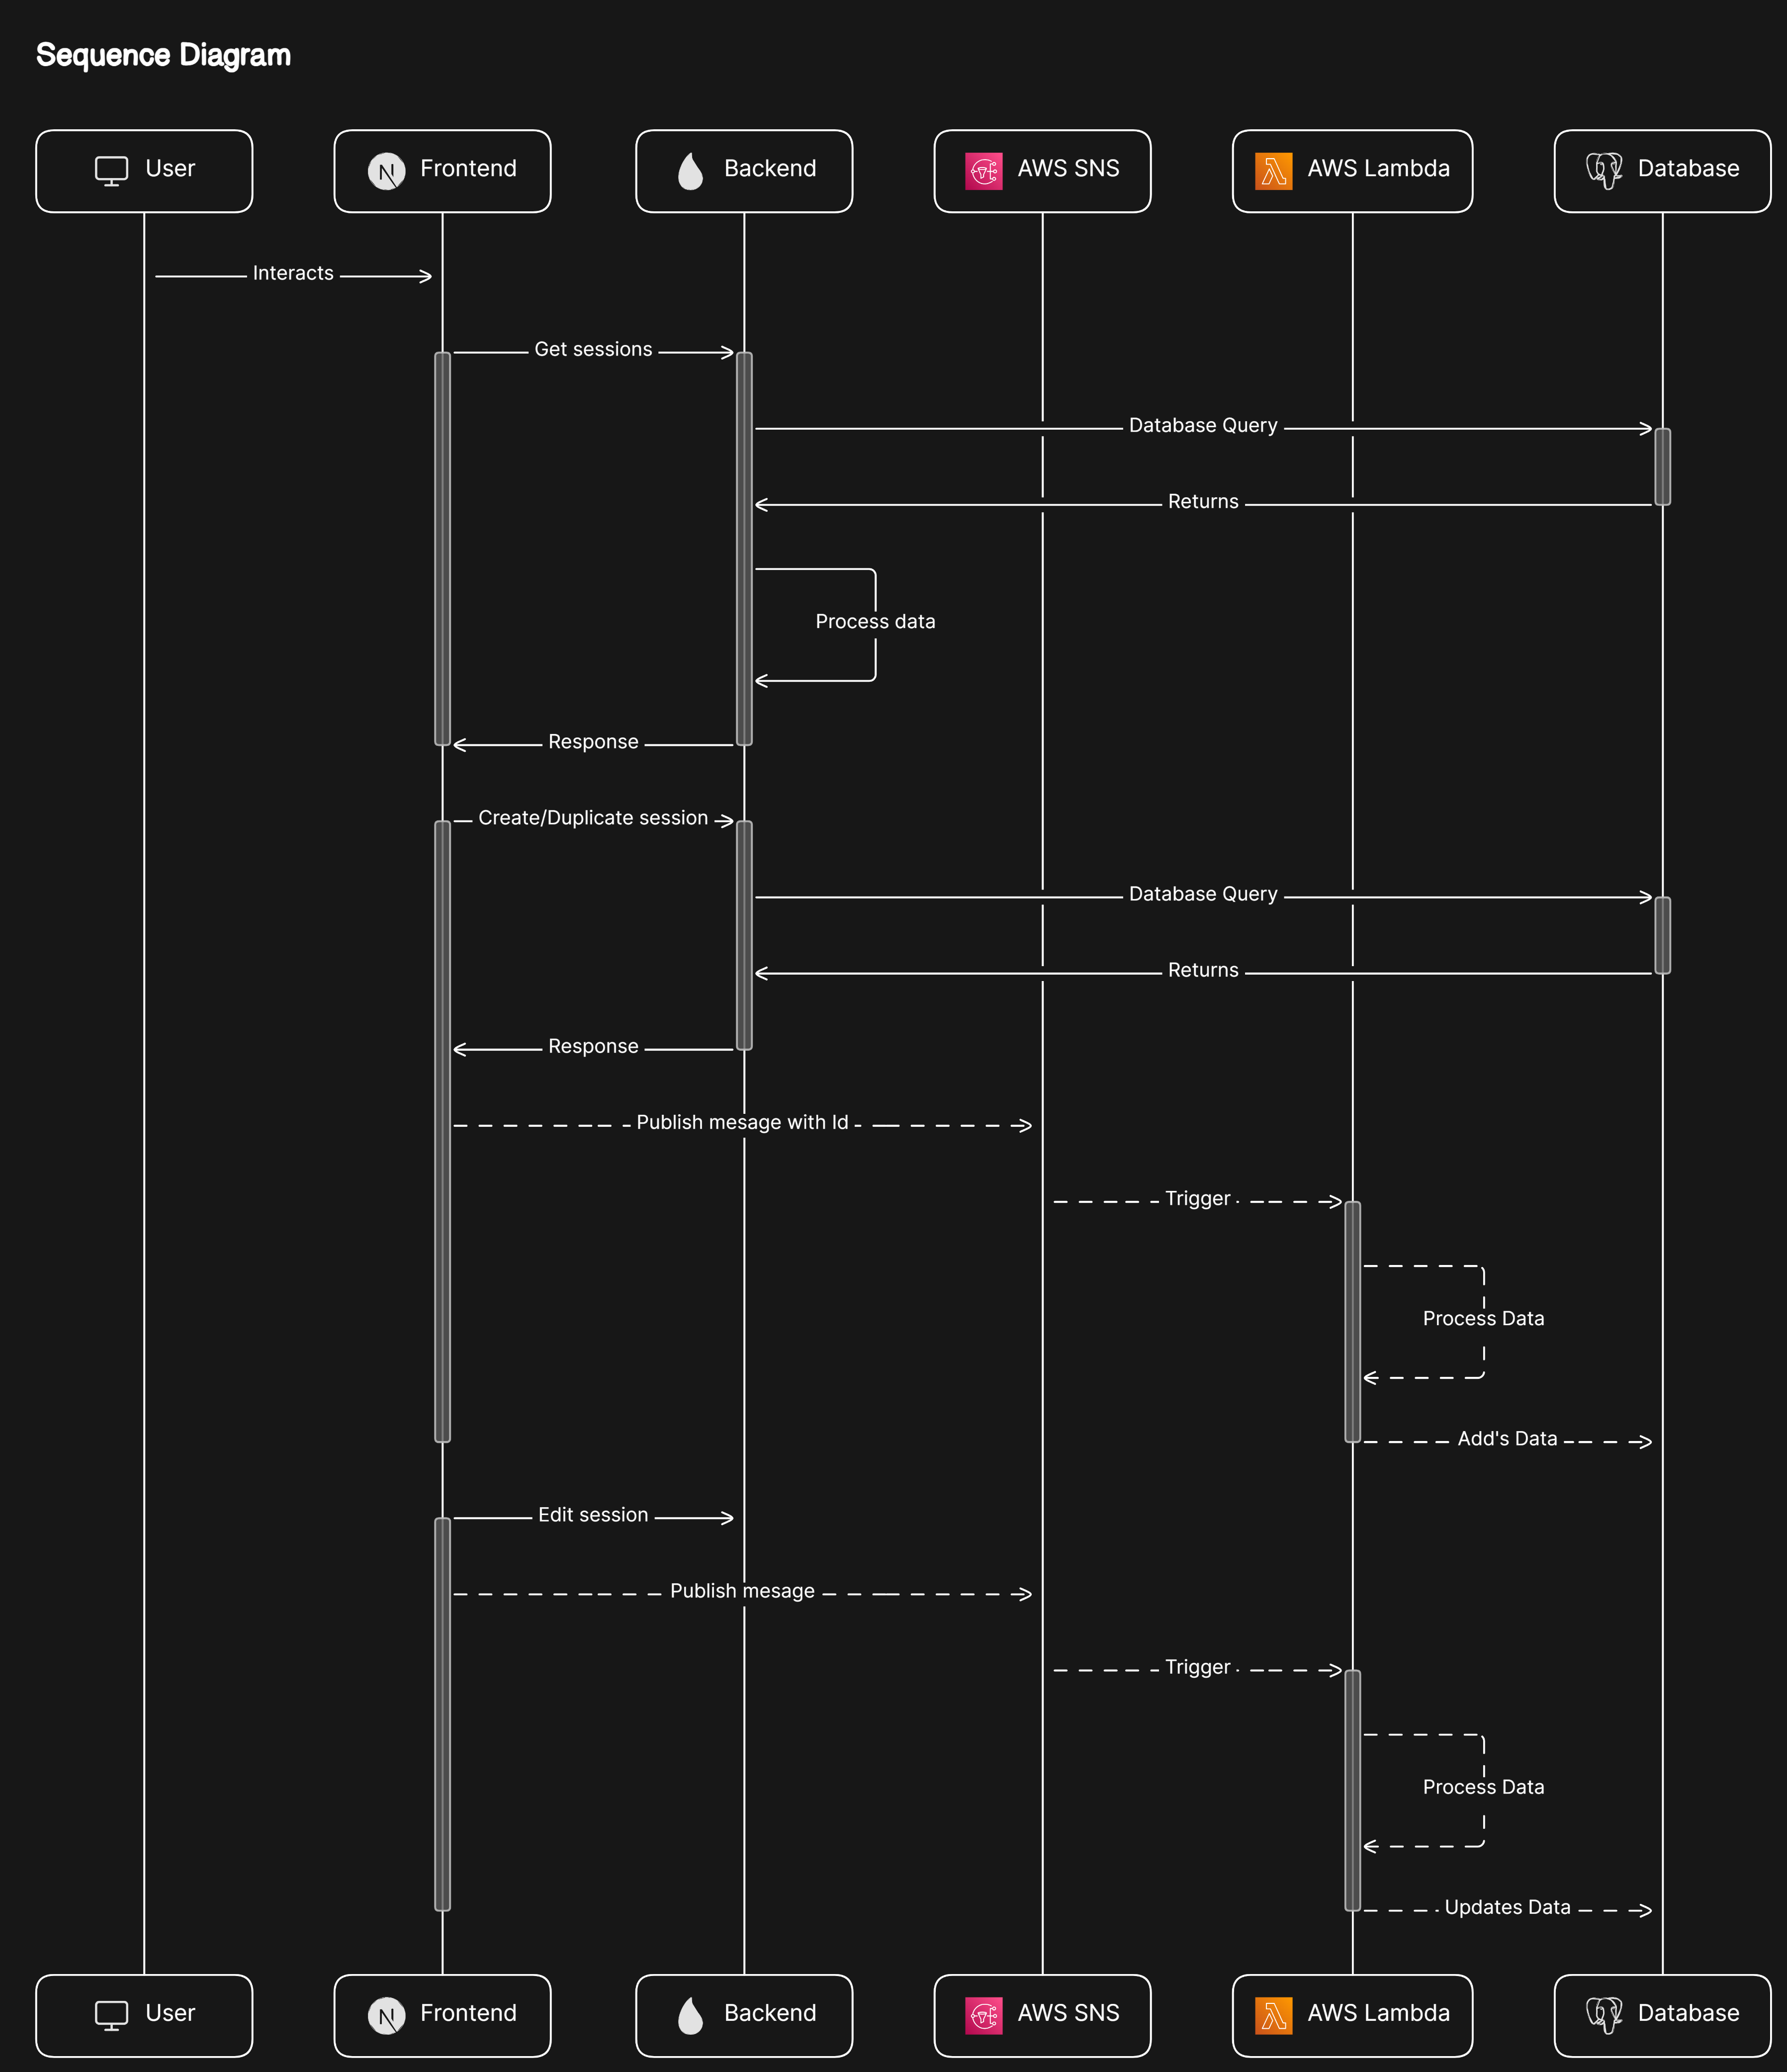 Sequence Diagram
User
Frontend
Backend
AWS SNS
AWS Lambda
Database
Interacts
Get sessions
Database Query
Returns
Process data
Response
Create/Duplicate session
Database Query
Returns
Response
Publish mesage with Id
Trigger
Process Data
Add's Data
Edit session
Publish mesage
Trigger
Process Data
Updates Data
User
Frontend
Backend
AWS SNS
AWS Lambda
Database